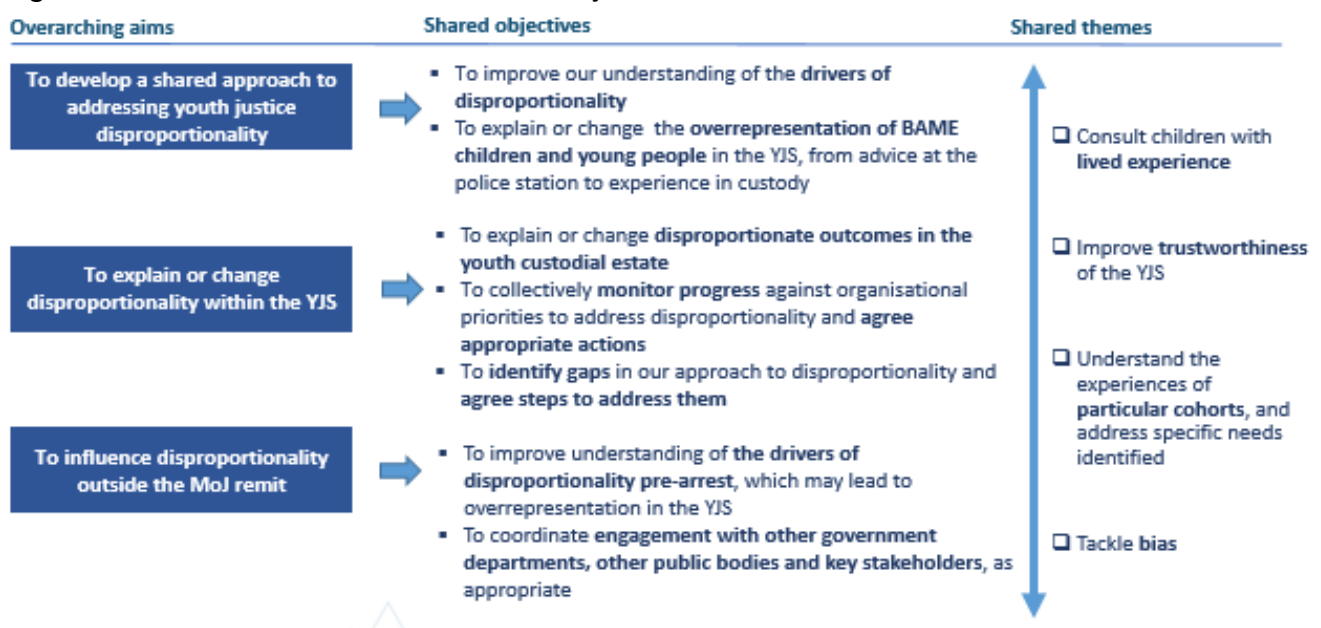 Overarching aims
Shared objectives
Shared themes
To develop a shared approach to
addressing youth justice
disproportionality
▪ To improve our understanding of the drivers of
disproportionality
▪ To explain or change the overrepresentation of BAME
children and young people in the YJS, from advice at the
police station to experience in custody
To explain or change
disproportionality within the YJS
▪ To explain or change disproportionate outcomes in the
youth custodial estate
▪ To collectively monitor progress against organisational
priorities to address disproportionality and agree
appropriate actions
▪ To identify gaps in our approach to disproportionality and
agree steps to address them
To influence disproportionality
outside the MoJ remit
▪ To improve understanding of the drivers of
disproportionality pre-arrest, which may lead to
overrepresentation in the YJS
▪ To coordinate engagement with other government
departments, other public bodies and key stakeholders, as
appropriate
❑ Consult children with
lived experience
❑ Improve trustworthiness
of the YJS
❑ Understand the
experiences of
particular cohorts, and
address specific needs
identified
❑ Tackle bias